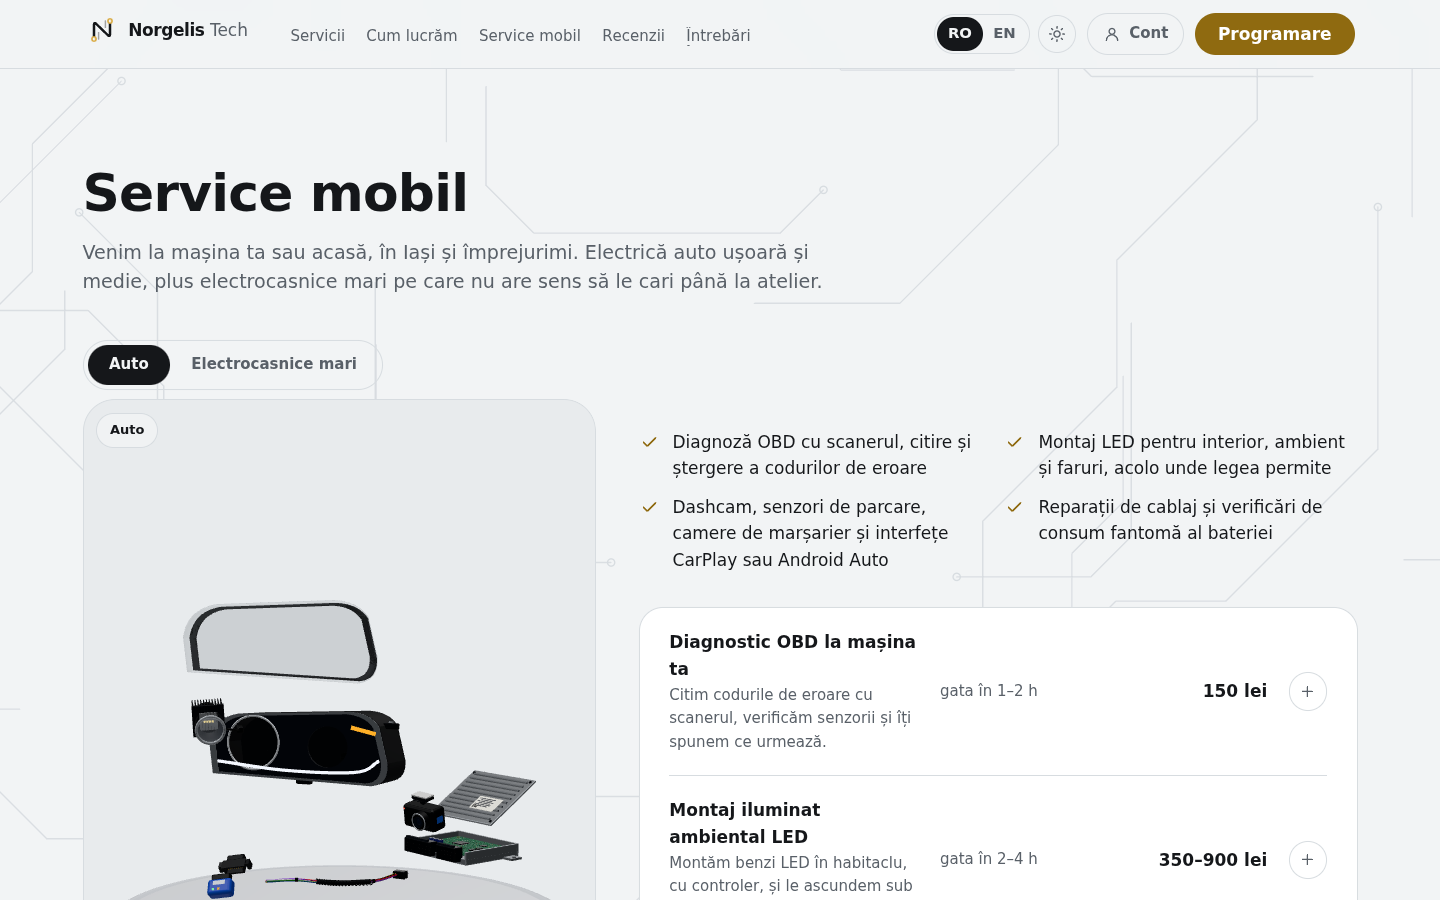 Norgelis Tech
Servicii
Cum lucrăm
Service mobil
Recenzii
Întrebări
RO
EN
Cont
Programare
Service mobil
Venim la mașina ta sau acasă, în Iași și împrejurimi. Electrică auto ușoară și
medie, plus electrocasnice mari pe care nu are sens să le cari până la atelier.
Auto
Electrocasnice mari
Auto
Diagnoză OBD cu scanerul, citire și
ștergere a codurilor de eroare
Montaj LED pentru interior, ambient
și faruri, acolo unde legea permite
Dashcam, senzori de parcare,
camere de marșarier și interfețe
CarPlay sau Android Auto
Reparații de cablaj și verificări de
consum fantomă al bateriei
Diagnostic OBD la mașina
ta
Citim codurile de eroare cu
scanerul, verificăm senzorii și îți
spunem ce urmează.
gata în 1–2 h
150 lei
Montaj iluminat
ambiental LED
Montăm benzi LED în habitaclu,
cu controler, și le ascundem sub
gata în 2–4 h
350–900 lei